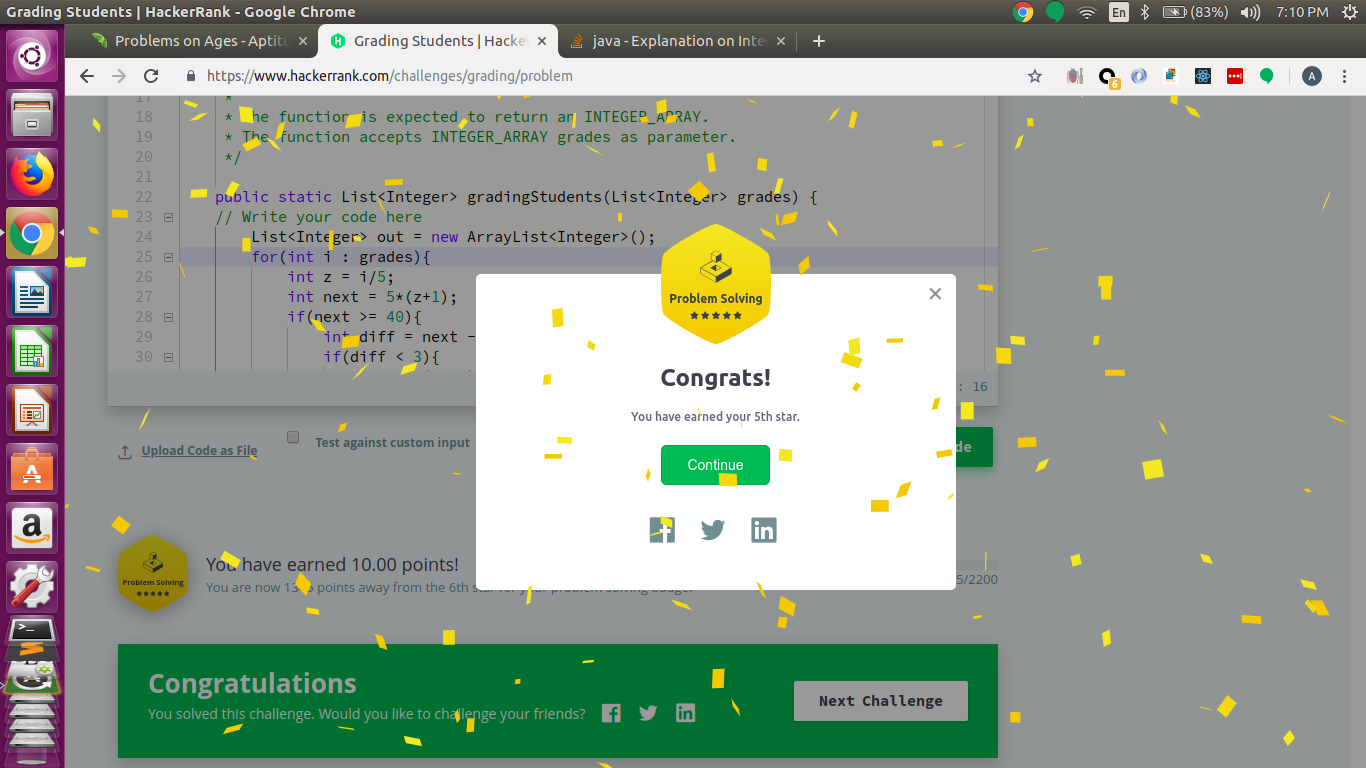 Grading Students | HackerRank - Google Chrome
En
(83%)
7:10 PM
Problems on Ages - Aptitu
Grading Students | Hacke
java - Explanation on Inte
https://www.hackerrank.com/challenges/grading/problem
6
A
17 *
18 * The function is expected to return an INTEGER_ARRAY.
19 * The function accepts INTEGER_ARRAY grades as parameter.
20 */
21
22 public static List<Integer> gradingStudents(List<Integer> grades) {
23 // Write your code here
24 List<Integer> out = new ArrayList<Integer>();
25 for(int i : grades){
26 int z = i/5;
27 int next = 5*(z+1);
28 if(next >= 40){
29 int diff = next -
30 if(diff < 3){
: 16
Problem Solving
Congrats!
You have earned your 5th star.
Continue
Upload Code as File
Test against custom input
de
Problem Solving
You have earned 10.00 points!
You are now points away from the 6th star for your problem solving badge.
5/2200
Congratulations
You solved this challenge. Would you like to challenge your friends?
Next Challenge